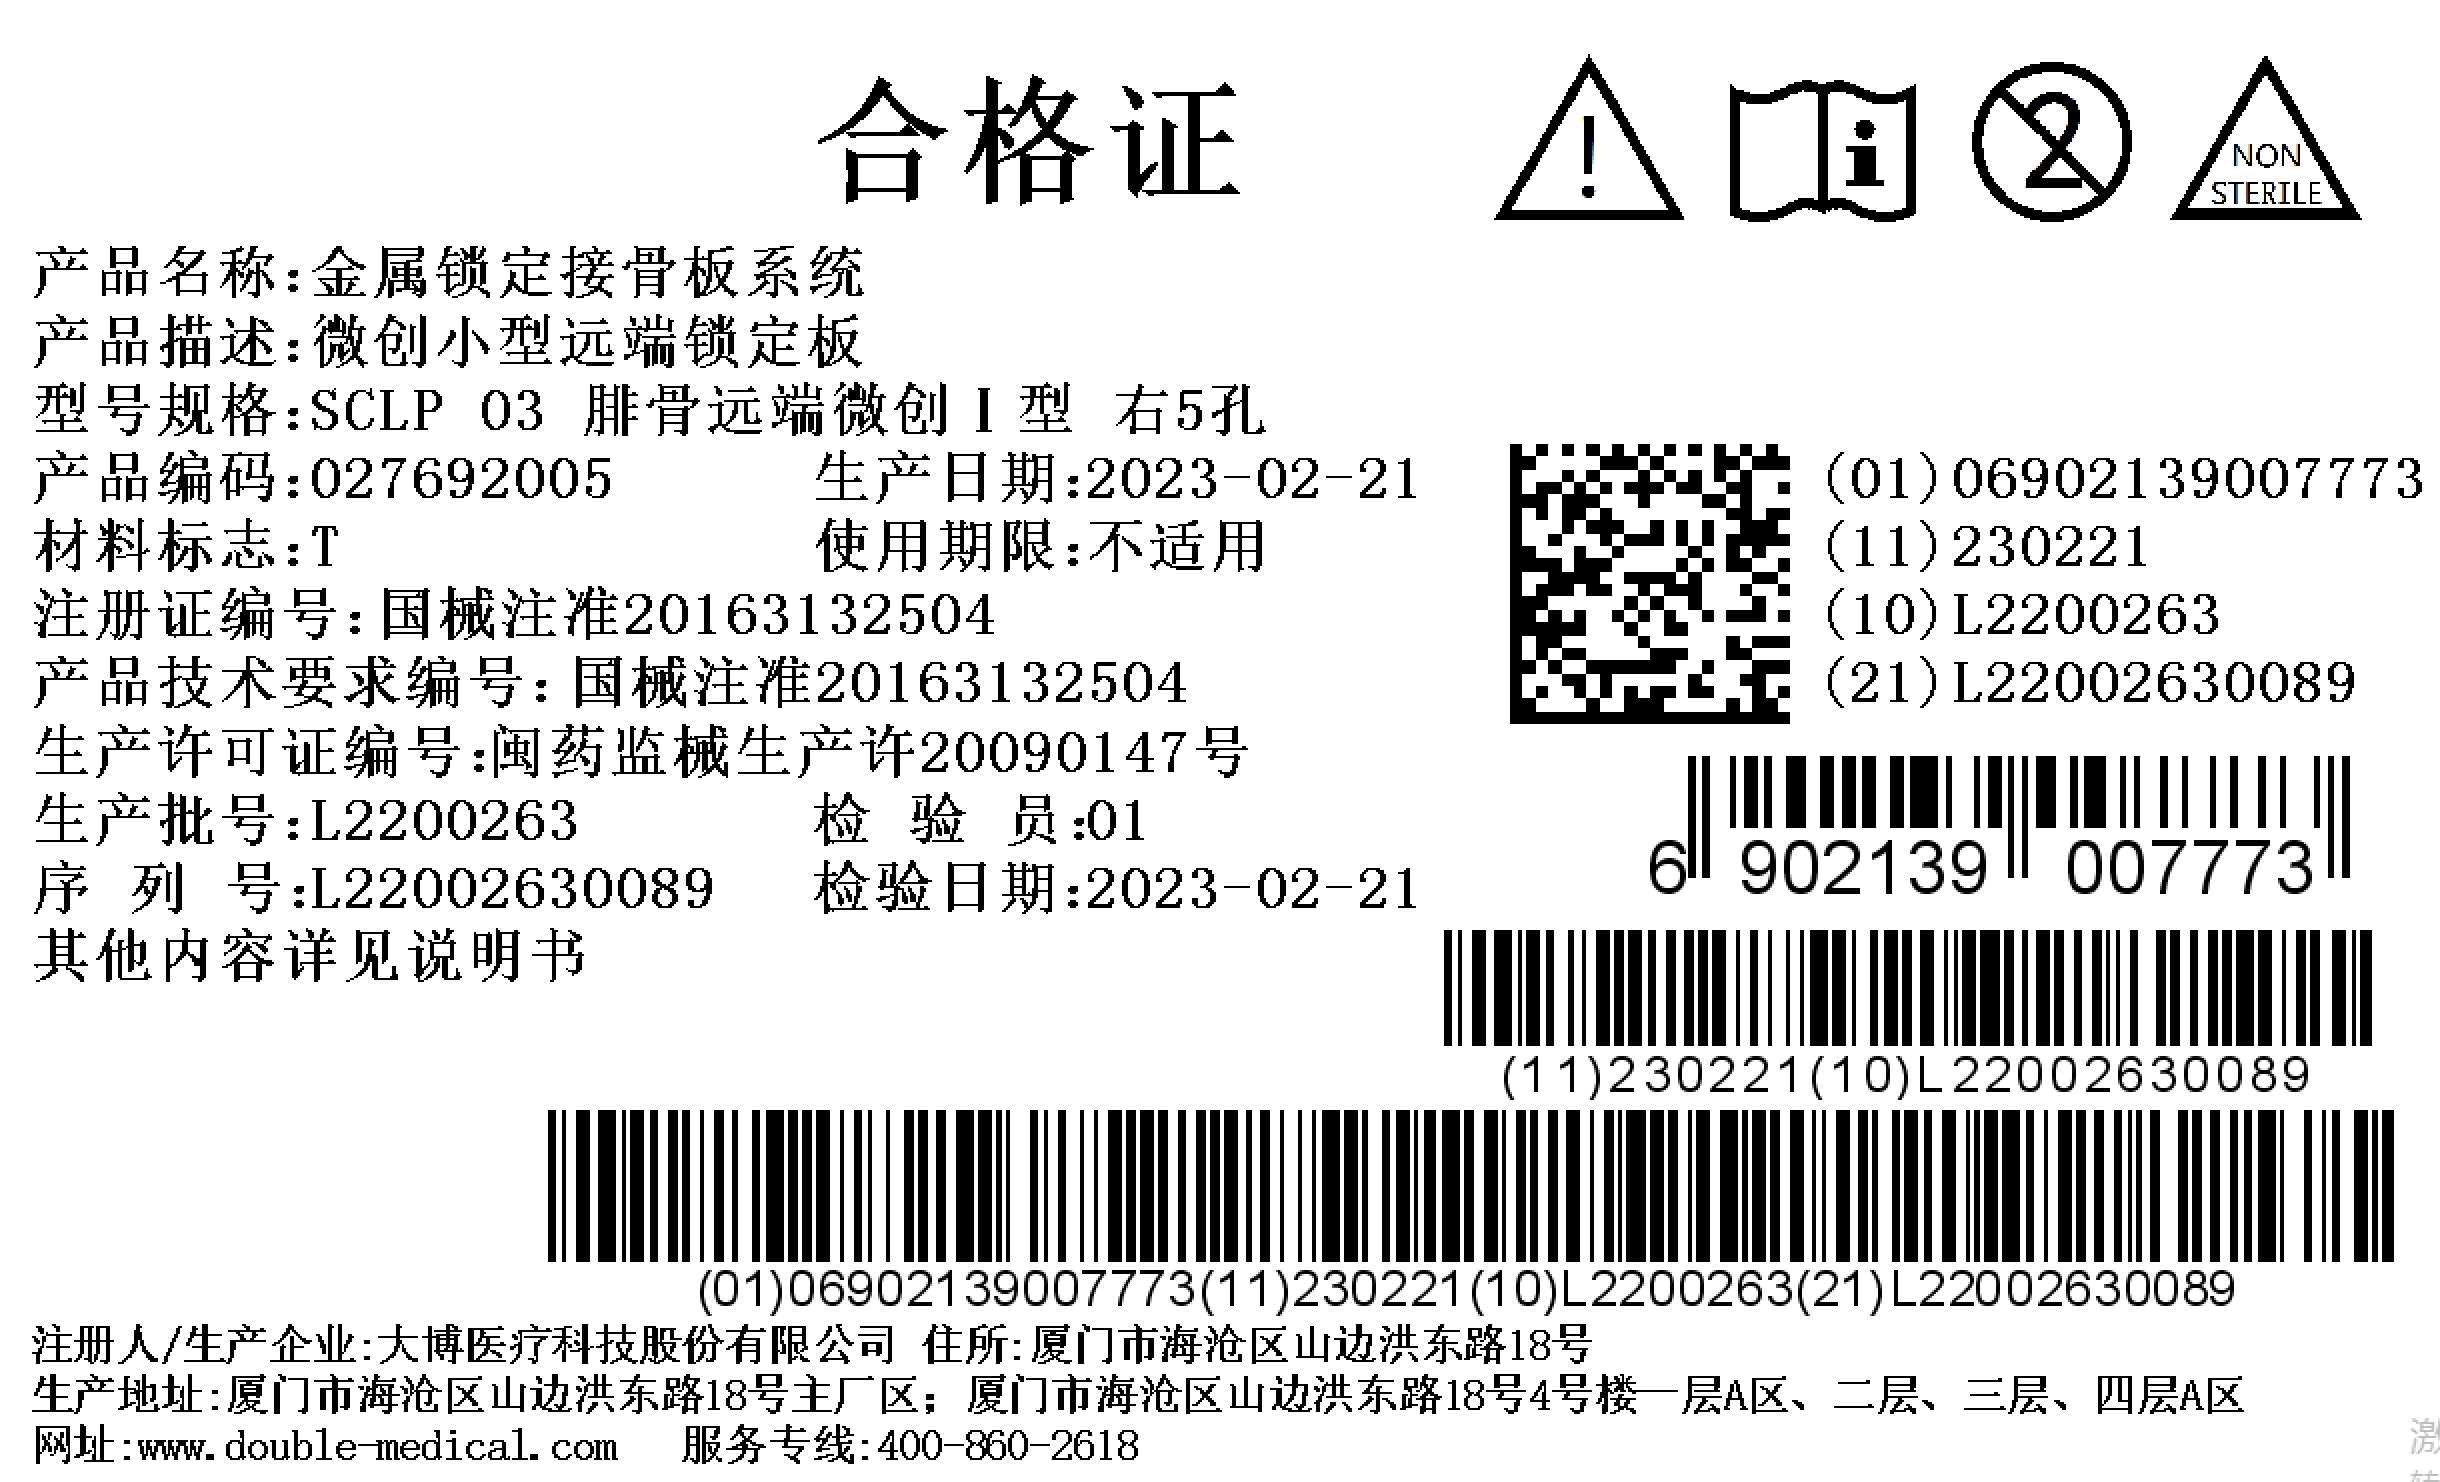 合格证
!
i
2
NON
STERILE
产品名称:金属锁定接骨板系统
产品描述:微创小型远端锁定板
型号规格:SCLP 03 腓骨远端微创Ⅰ型 右5孔
产品编码:027692005 生产日期:2023-02-21
材料标志:T 使用期限:不适用
注册证编号:国械注准20163132504
产品技术要求编号:国械注准20163132504
生产许可证编号:闽药监械生产许20090147号
生产批号:L2200263 检 验 员:01
序 列 号:L22002630089 检验日期:2023-02-21
其他内容详见说明书
(01)06902139007773
(11)230221
(10)L2200263
(21)L22002630089
6 902139 007773
(11)230221(10)L22002630089
(01)06902139007773(11)230221(10)L2200263(21)L22002630089
注册人/生产企业:大博医疗科技股份有限公司 住所:厦门市海沧区山边洪东路18号
生产地址:厦门市海沧区山边洪东路18号主厂区；厦门市海沧区山边洪东路18号4号楼一层A区、二层、三层、四层A区
网址:www.double-medical.com 服务专线:400-860-2618